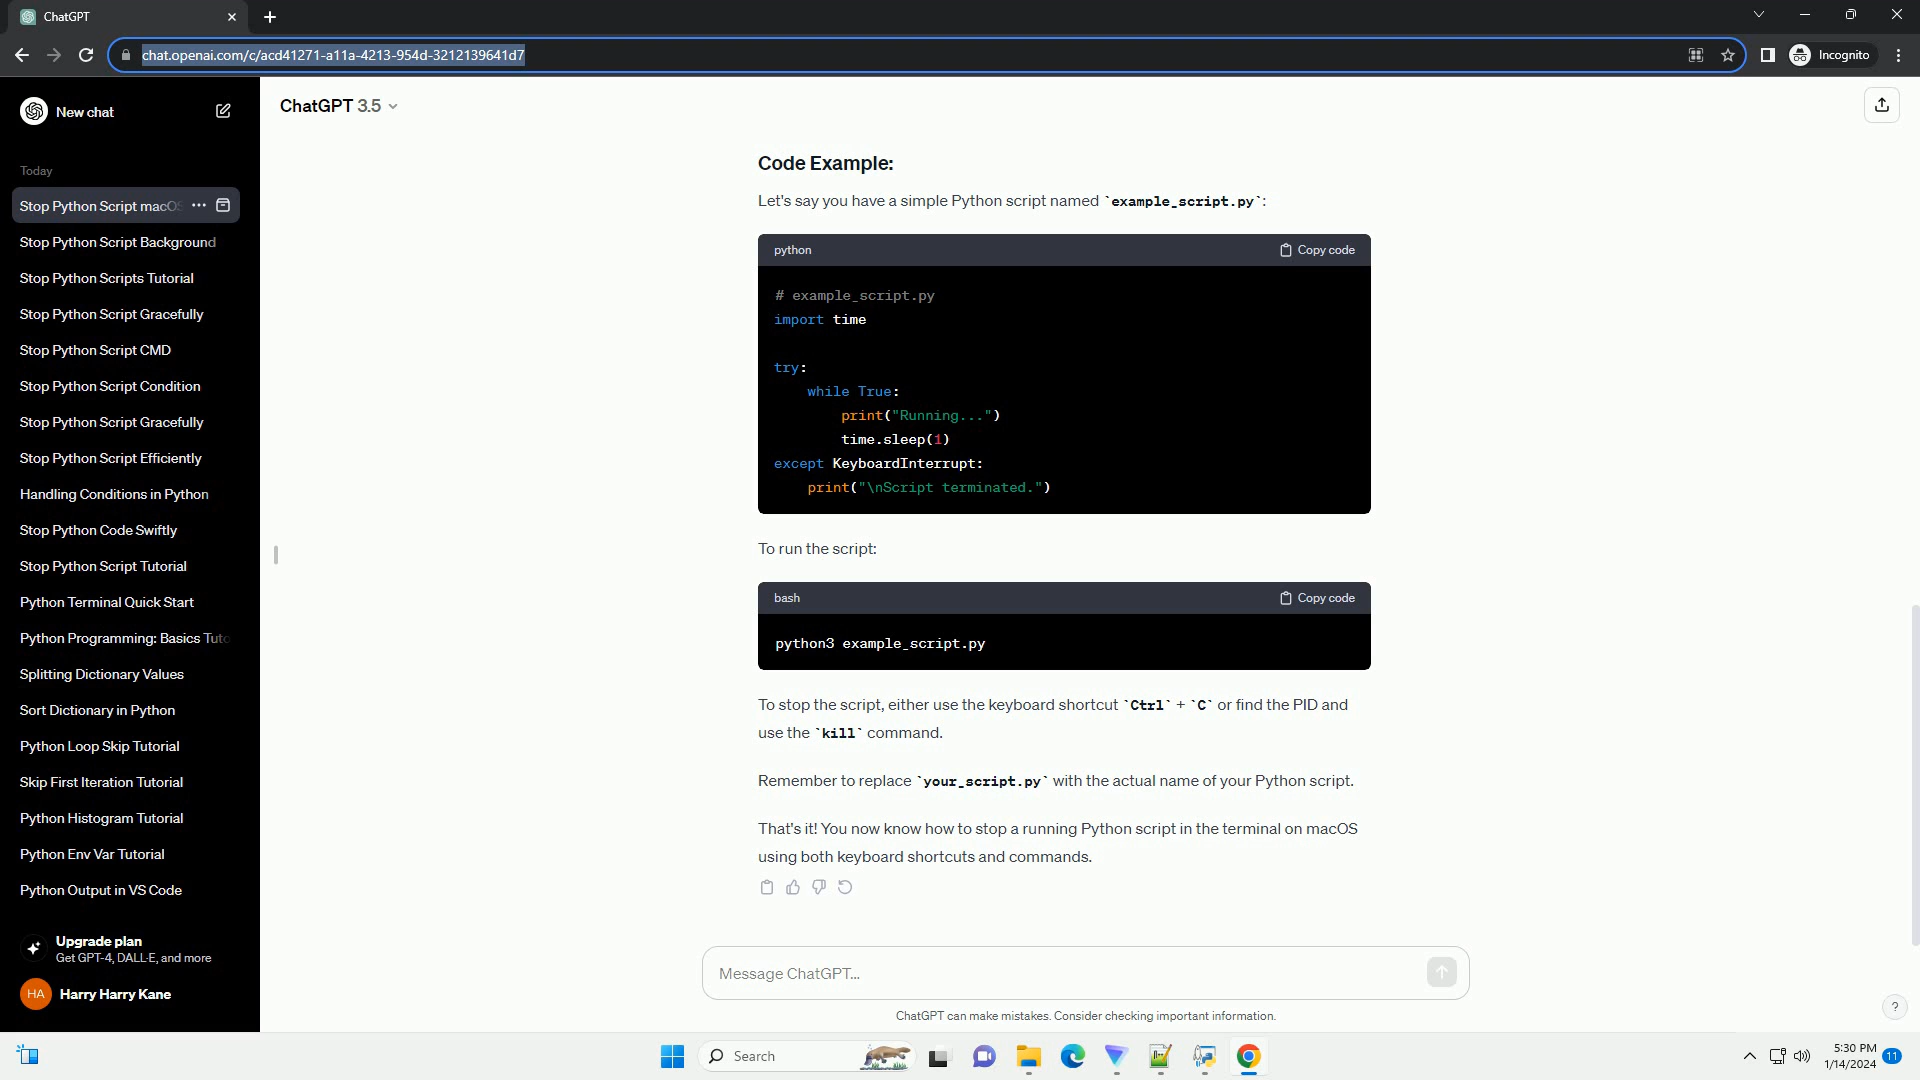 ChatGPT
chat.openai.com/c/acd41271-a11a-4213-954d-3212139641d7
Incognito
New chat
Today
Stop Python Script macOS
Stop Python Script Background
Stop Python Scripts Tutorial
Stop Python Script Gracefully
Stop Python Script CMD
Stop Python Script Condition
Stop Python Script Gracefully
Stop Python Script Efficiently
Handling Conditions in Python
Stop Python Code Swiftly
Stop Python Script Tutorial
Python Terminal Quick Start
Python Programming: Basics Tuto
Splitting Dictionary Values
Sort Dictionary in Python
Python Loop Skip Tutorial
Skip First Iteration Tutorial
Python Histogram Tutorial
Python Env Var Tutorial
Python Output in VS Code
Upgrade plan
Get GPT-4, DALL·E, and more
HA
Harry Harry Kane
ChatGPT 3.5
Code Example:
Let's say you have a simple Python script named `example_script.py`:
python
Copy code
# example_script.py
import time
try:
while True:
print("Running...")
time.sleep(1)
except KeyboardInterrupt:
print("\nScript terminated.")
To run the script:
bash
Copy code
python3 example_script.py
To stop the script, either use the keyboard shortcut `Ctrl` + `C` or find the PID and
use the `kill` command.
Remember to replace `your_script.py` with the actual name of your Python script.
That's it! You now know how to stop a running Python script in the terminal on macOS
using both keyboard shortcuts and commands.
Message ChatGPT...
ChatGPT can make mistakes. Consider checking important information.
?
Search
5:30 PM
1/14/2024
11